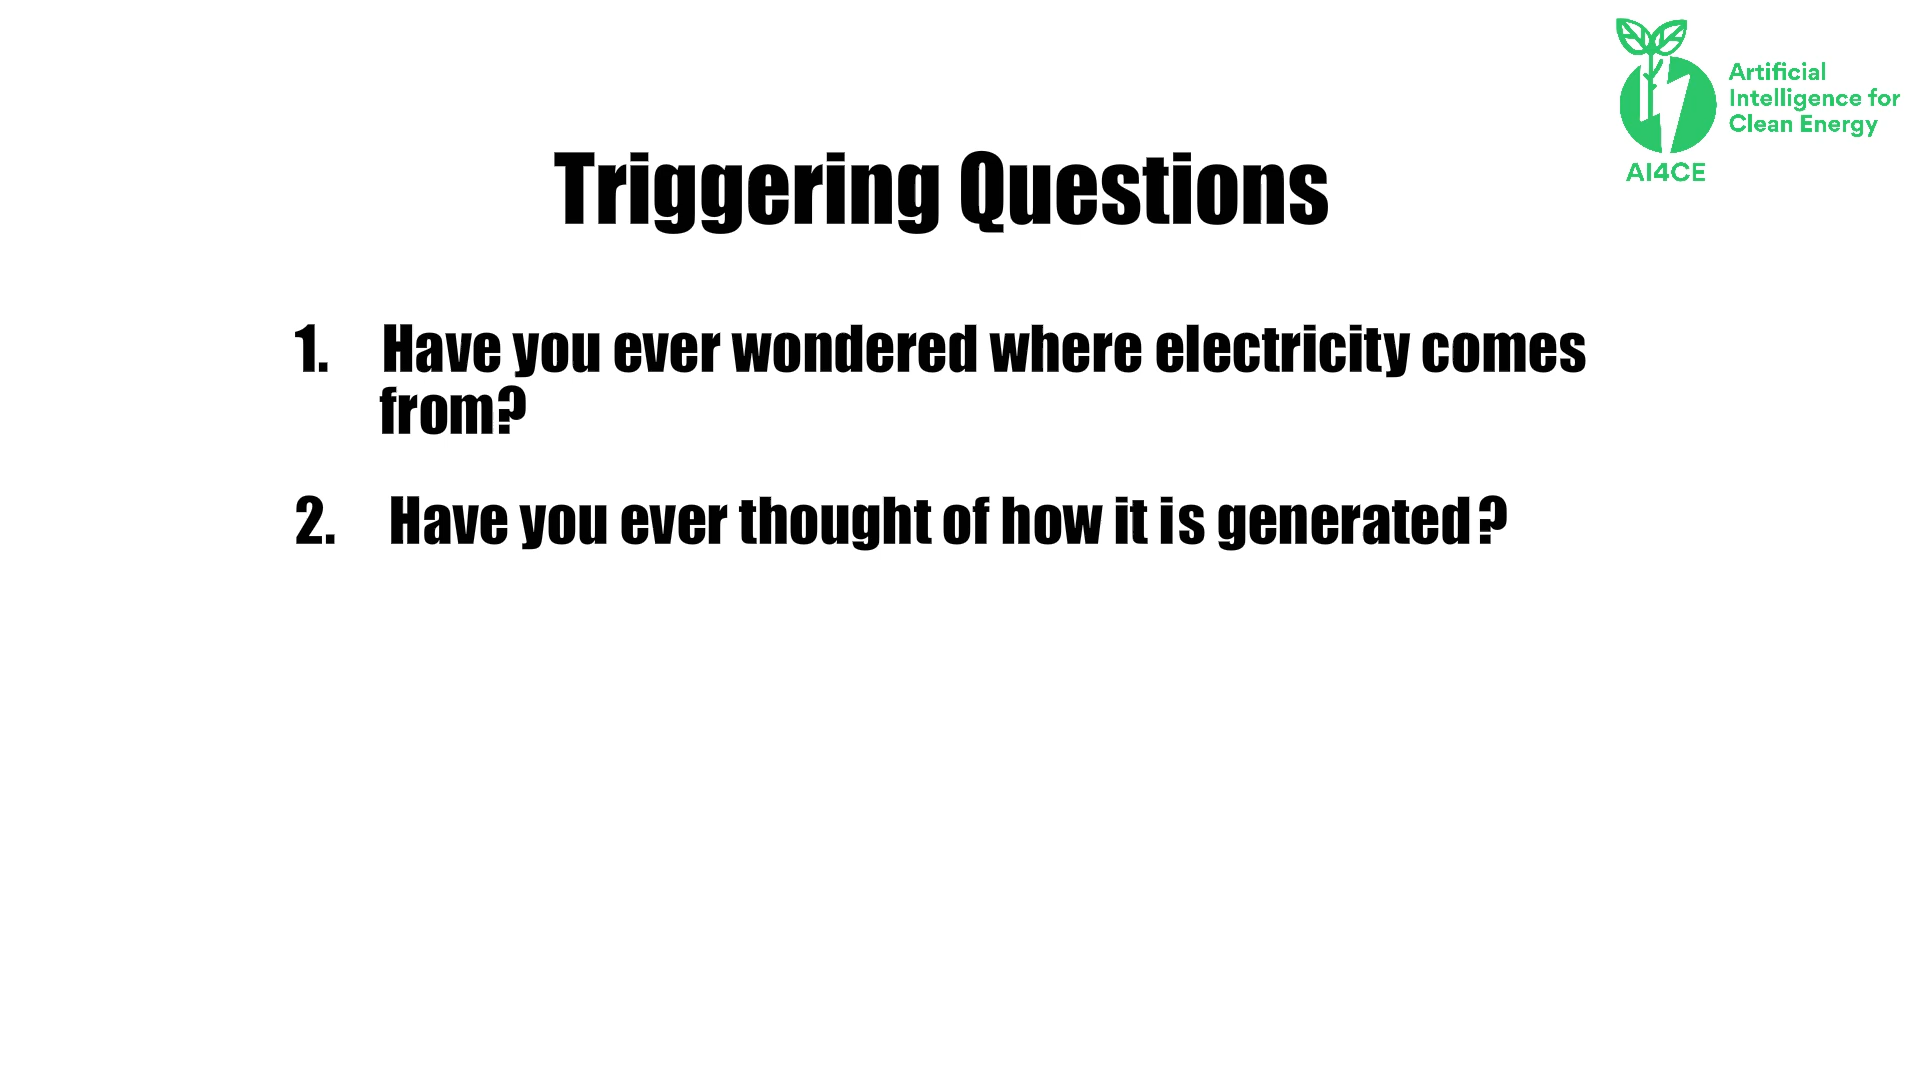 Artificial
Intelligence for
Clean Energy
AI4CE
Triggering Questions
1. Have you ever wondered where electricity comes
from?
2. Have you ever thought of how it is generated?